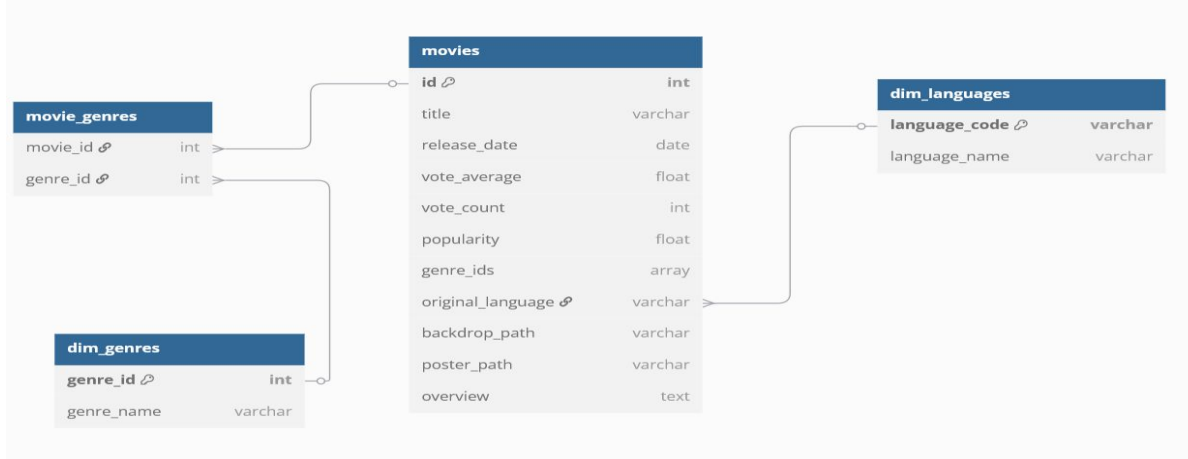 movie_genres
movie_id int
genre_id int
dim_genres
genre_id int
genre_name varchar
movies
id int
title varchar
release_date date
vote_average float
vote_count int
popularity float
genre_ids array
original_language varchar
backdrop_path varchar
poster_path varchar
overview text
dim_languages
language_code varchar
language_name varchar